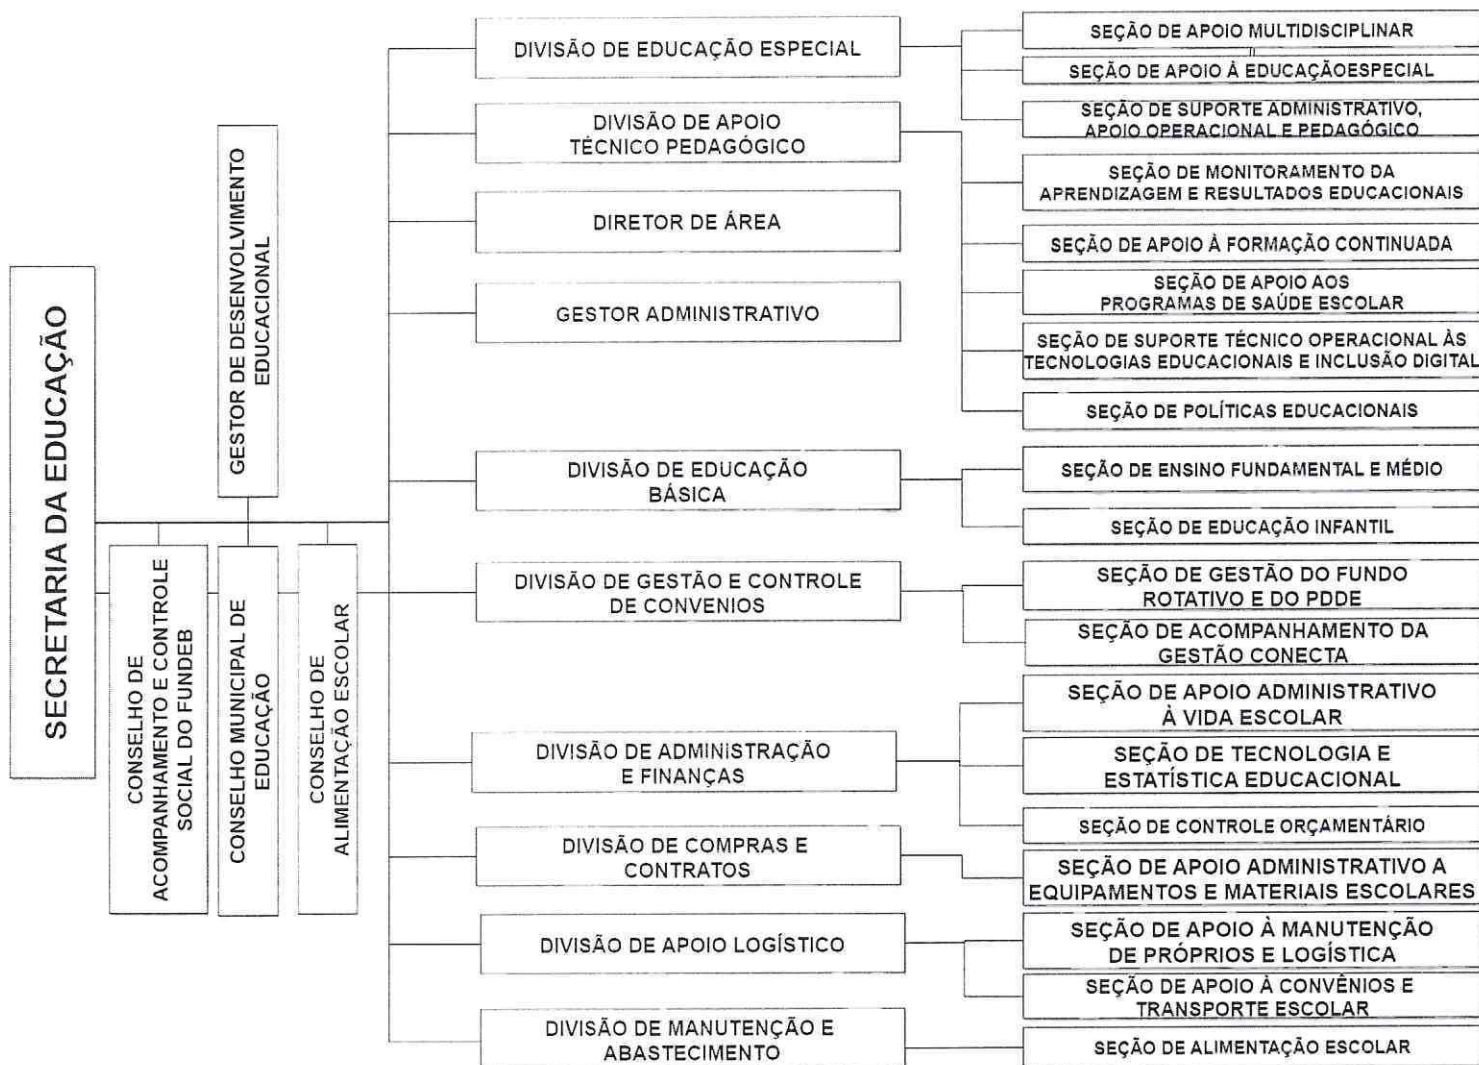 SECRETARIA DA EDUCAÇÃO
GESTOR DE DESENVOLVIMENTO
EDUCACIONAL
CONSELHO DE
ACOMPANHAMENTO E CONTROLE
SOCIAL DO FUNDEB
CONSELHO MUNICIPAL DE
EDUCAÇÃO
CONSELHO DE
ALIMENTAÇÃO ESCOLAR
DIVISÃO DE EDUCAÇÃO ESPECIAL
SEÇÃO DE APOIO MULTIDISCIPLINAR
SEÇÃO DE APOIO À EDUCAÇÃOESPECIAL
SEÇÃO DE SUPORTE ADMINISTRATIVO,
APOIO OPERACIONAL E PEDAGÓGICO
DIVISÃO DE APOIO
TÉCNICO PEDAGÓGICO
SEÇÃO DE MONITORAMENTO DA
APRENDIZAGEM E RESULTADOS EDUCACIONAIS
SEÇÃO DE APOIO À FORMAÇÃO CONTINUADA
SEÇÃO DE APOIO AOS
PROGRAMAS DE SAÚDE ESCOLAR
SEÇÃO DE SUPORTE TÉCNICO OPERACIONAL ÀS
TECNOLOGIAS EDUCACIONAIS E INCLUSÃO DIGITAL
SEÇÃO DE POLÍTICAS EDUCACIONAIS
DIRETOR DE ÁREA
GESTOR ADMINISTRATIVO
DIVISÃO DE EDUCAÇÃO
BÁSICA
SEÇÃO DE ENSINO FUNDAMENTAL E MÉDIO
SEÇÃO DE EDUCAÇÃO INFANTIL
DIVISÃO DE GESTÃO E CONTROLE
DE CONVENIOS
SEÇÃO DE GESTÃO DO FUNDO
ROTATIVO E DO PDDE
SEÇÃO DE ACOMPANHAMENTO DA
GESTÃO CONECTA
DIVISÃO DE ADMINISTRAÇÃO
E FINANÇAS
SEÇÃO DE APOIO ADMINISTRATIVO
À VIDA ESCOLAR
SEÇÃO DE TECNOLOGIA E
ESTATÍSTICA EDUCACIONAL
SEÇÃO DE CONTROLE ORÇAMENTÁRIO
DIVISÃO DE COMPRAS E
CONTRATOS
SEÇÃO DE APOIO ADMINISTRATIVO A
EQUIPAMENTOS E MATERIAIS ESCOLARES
DIVISÃO DE APOIO LOGÍSTICO
SEÇÃO DE APOIO À MANUTENÇÃO
DE PRÓPRIOS E LOGÍSTICA
SEÇÃO DE APOIO À CONVÊNIOS E
TRANSPORTE ESCOLAR
DIVISÃO DE MANUTENÇÃO E
ABASTECIMENTO
SEÇÃO DE ALIMENTAÇÃO ESCOLAR